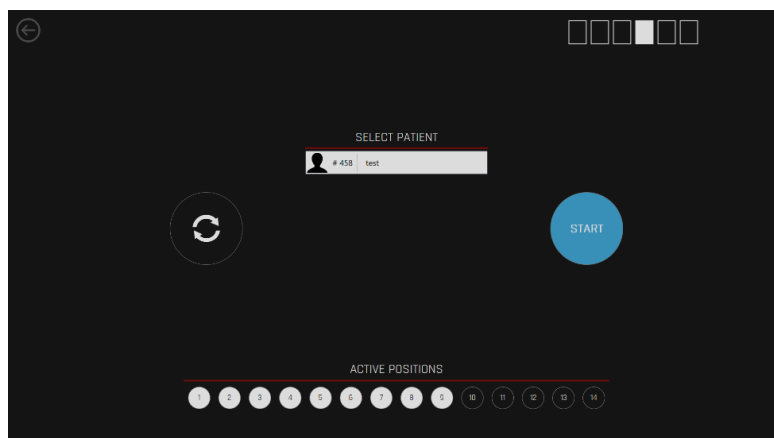 SELECT PATIENT
# 458 test
START
ACTIVE POSITIONS
1 2 3 4 5 6 7 8 9 10 11 12 13 14